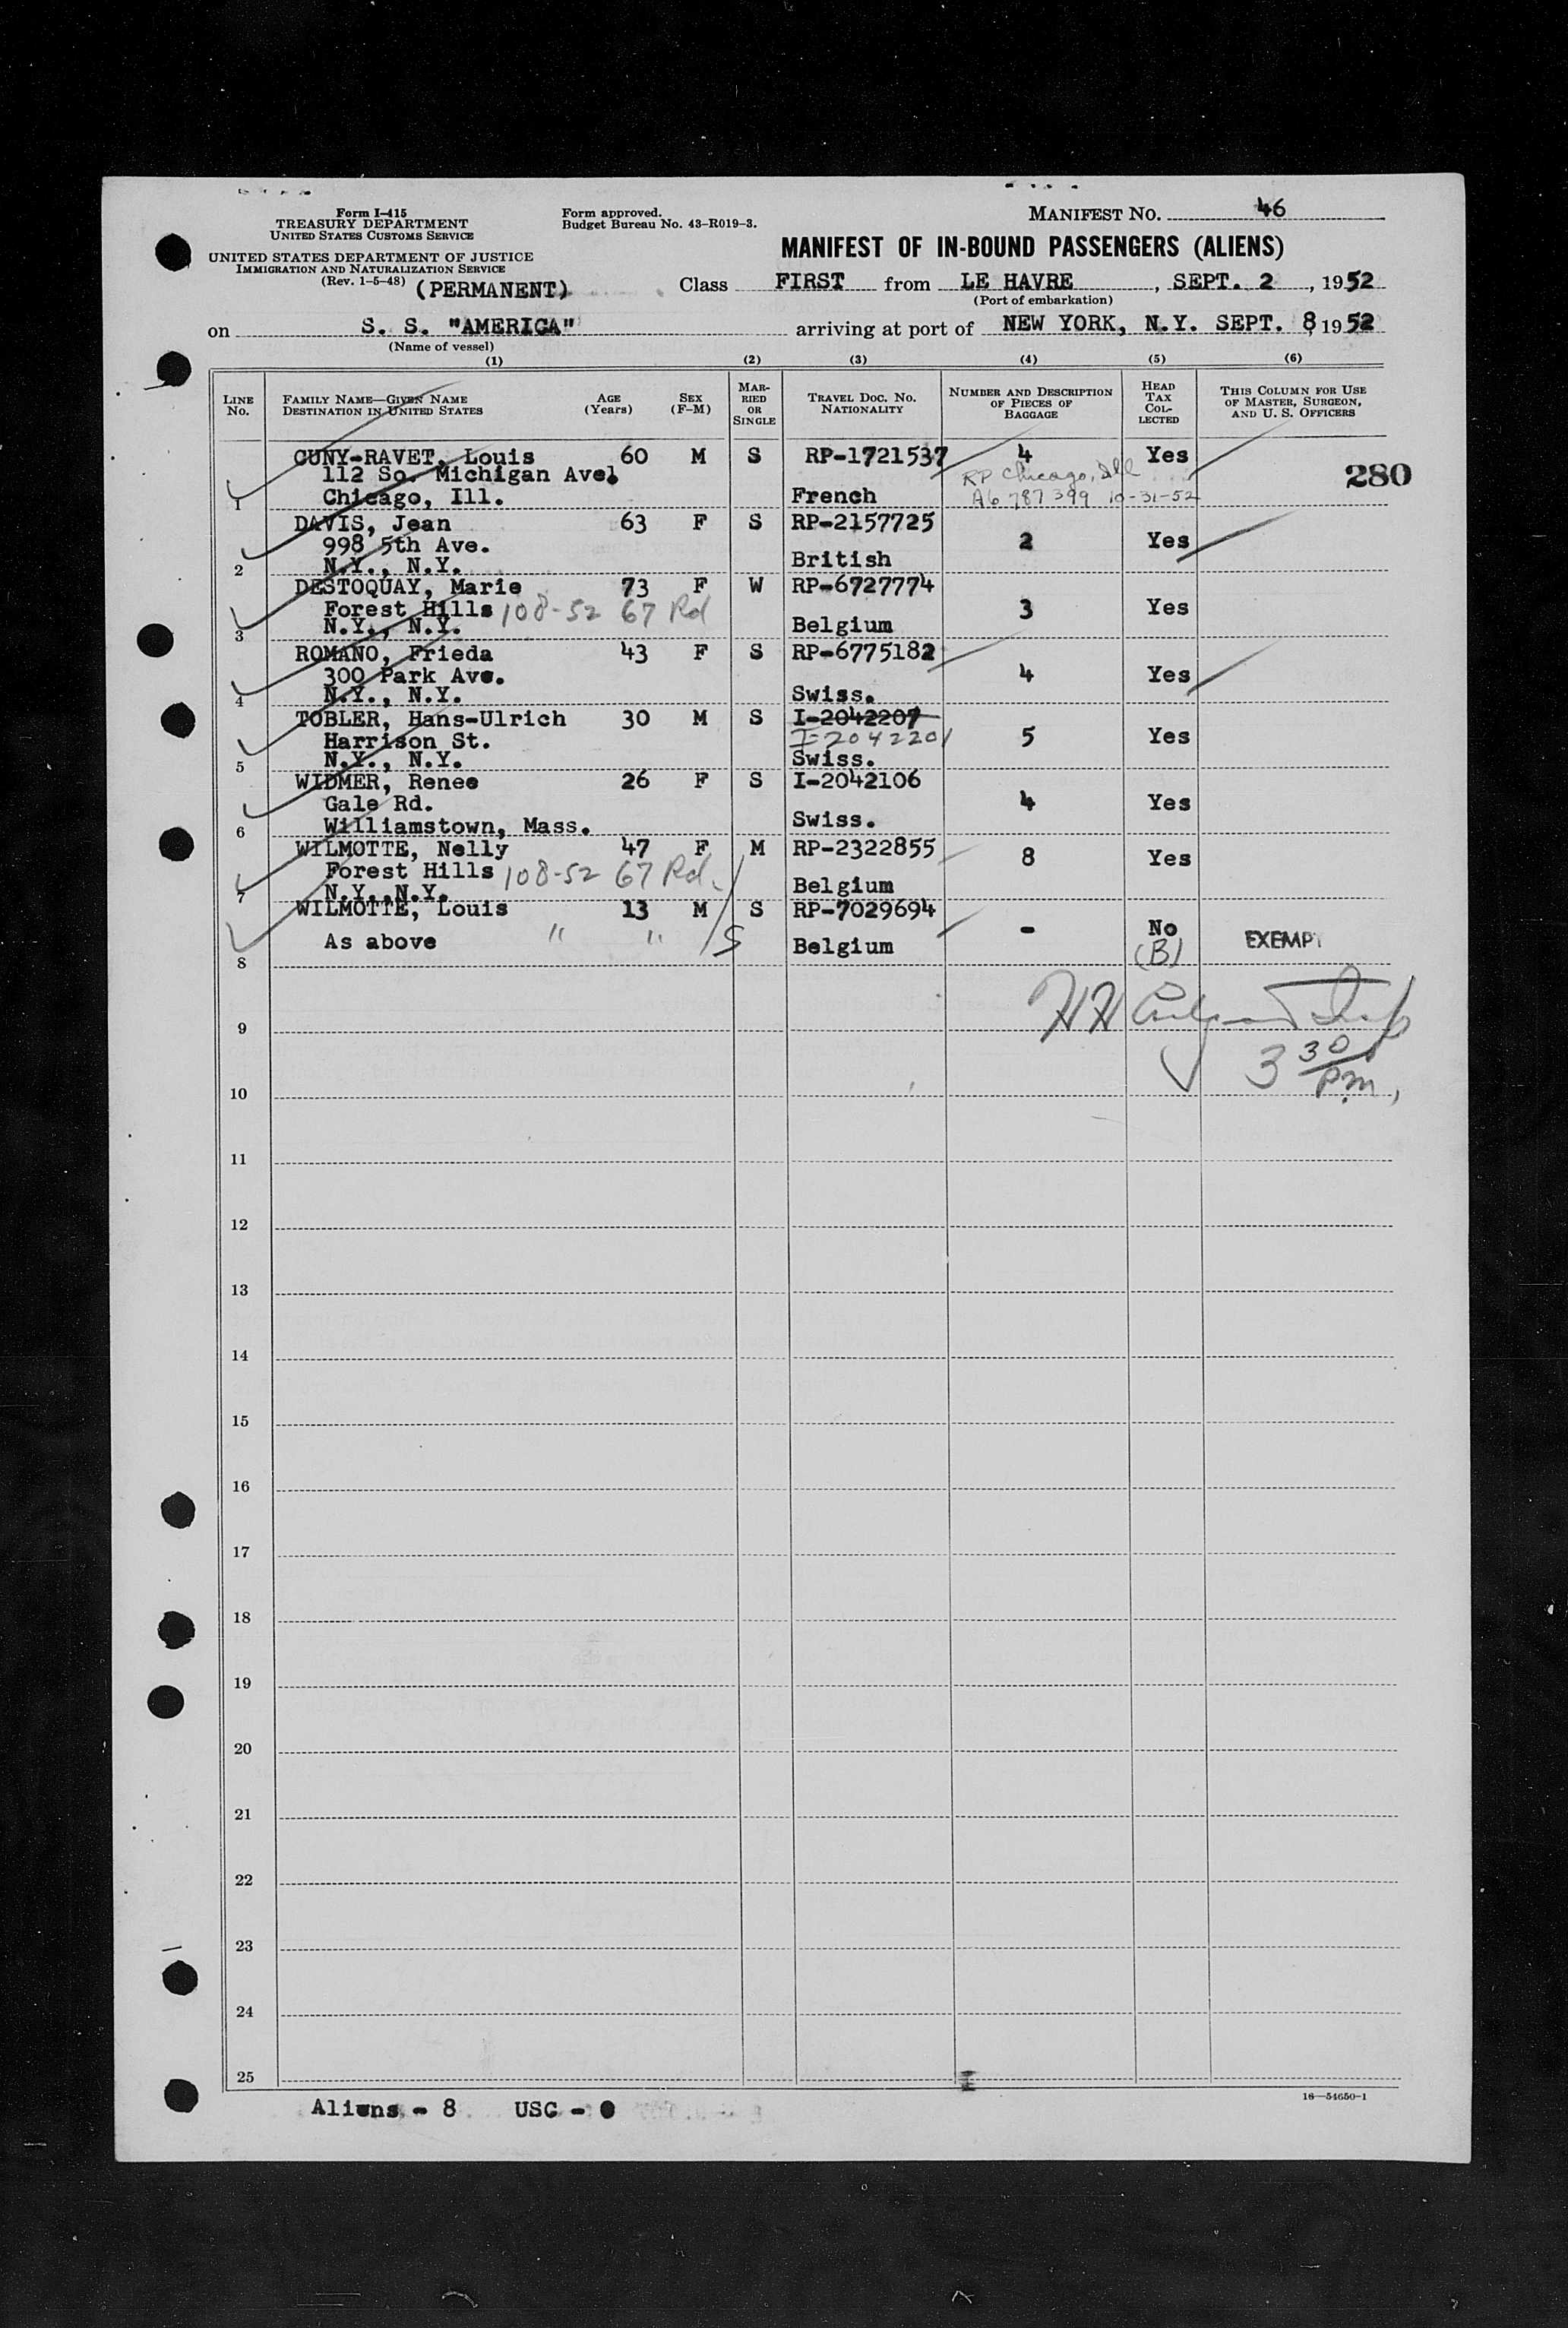 Form I-415
TREASURY DEPARTMENT
UNITED STATES CUSTOMS SERVICE
UNITED STATES DEPARTMENT OF JUSTICE
IMMIGRATION AND NATURALIZATION SERVICE
(Rev. 1-5-48) (PERMANENT)
Form approved.
Budget Bureau No. 43-R019-3.
MANIFEST NO. 46
MANIFEST OF IN-BOUND PASSENGERS (ALIENS)
Class FIRST from LE HAVRE, SEPT. 2, 1952
(Port of embarkation)
on S. S. "AMERICA" arriving at port of NEW YORK, N.Y. SEPT. 8, 1952
(Name of vessel)
(1) (2) (3) (4) (5) (6)
LINE No. FAMILY NAME—GIVEN NAME DESTINATION IN UNITED STATES AGE (Years) SEX (F-M) MARRIED OR SINGLE TRAVEL DOC. NO. NATIONALITY NUMBER AND DESCRIPTION OF PIECES OF BAGGAGE HEAD TAX COLLECTED THIS COLUMN FOR USE OF MASTER, SURGEON, AND U. S. OFFICERS
CUNY-RAVET, Louis 60 M S RP-1721537 4 Yes
112 So. Michigan Ave. RP Chicago, Ill 280
1 Chicago, Ill. French A6 787 399 10-31-52
DAVIS, Jean 63 F S RP-2157725
998 5th Ave. 2 Yes
2 N.Y., N.Y. British
DESTOQUAY, Marie 73 F W RP-6727774
Forest Hills 108-52 67 Rd 3 Yes
3 N.Y., N.Y. Belgium
ROMANO, Frieda 43 F S RP-6775182
300 Park Ave. 4 Yes
4 N.Y., N.Y. Swiss.
TOBLER, Hans-Ulrich 30 M S I-2042207
Harrison St. I-2042201 5 Yes
5 N.Y., N.Y. Swiss.
WIDMER, Renee 26 F S I-2042106
Gale Rd. 4 Yes
6 Williamstown, Mass. Swiss.
WILMOTTE, Nelly 47 F M RP-2322855 8 Yes
Forest Hills 108-52 67 Rd.
7 N.Y., N.Y. Belgium
WILMOTTE, Louis 13 M S RP-7029694
As above " " S Belgium - No EXEMPT
8 (B)
9
3 30 pm,
10
11
12
13
14
15
16
17
18
19
20
21
22
23
24
25
16—54650-1
Aliens - 8 USC - 0